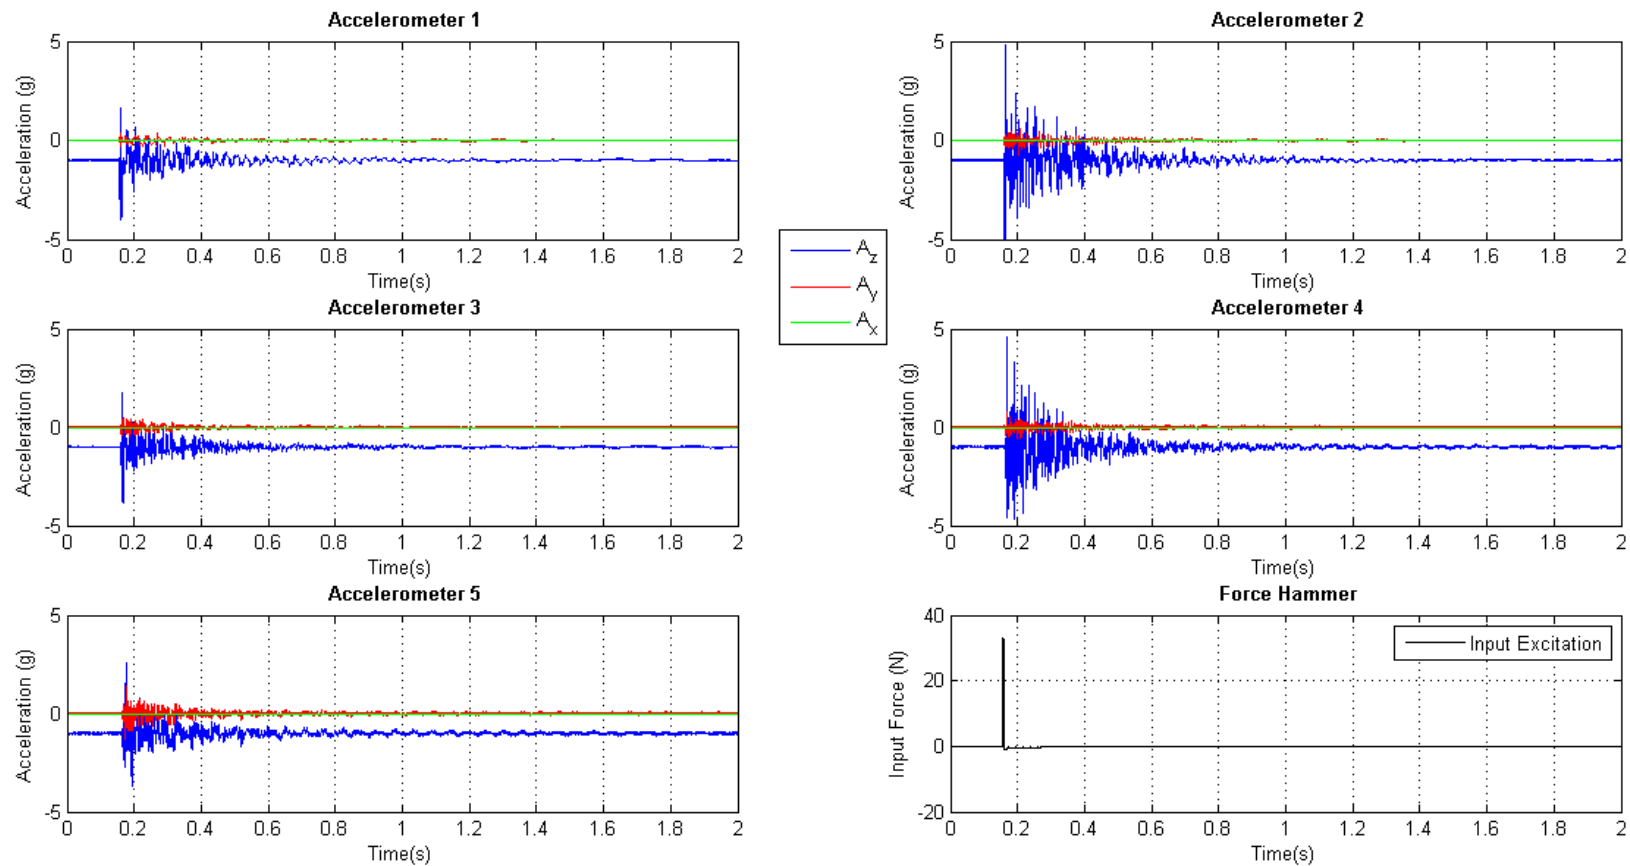 Accelerometer 1
5
0
-5
Acceleration (g)
0 0.2 0.4 0.6 0.8 1 1.2 1.4 1.6 1.8 2
Time(s)
Accelerometer 2
5
0
-5
Acceleration (g)
0 0.2 0.4 0.6 0.8 1 1.2 1.4 1.6 1.8 2
Time(s)
A_z
A_y
A_x
Accelerometer 3
5
0
-5
Acceleration (g)
0 0.2 0.4 0.6 0.8 1 1.2 1.4 1.6 1.8 2
Time(s)
Accelerometer 4
5
0
-5
Acceleration (g)
0 0.2 0.4 0.6 0.8 1 1.2 1.4 1.6 1.8 2
Time(s)
Accelerometer 5
5
0
-5
Acceleration (g)
0 0.2 0.4 0.6 0.8 1 1.2 1.4 1.6 1.8 2
Time(s)
Force Hammer
40
20
0
-20
Input Force (N)
Input Excitation
0 0.2 0.4 0.6 0.8 1 1.2 1.4 1.6 1.8 2
Time(s)